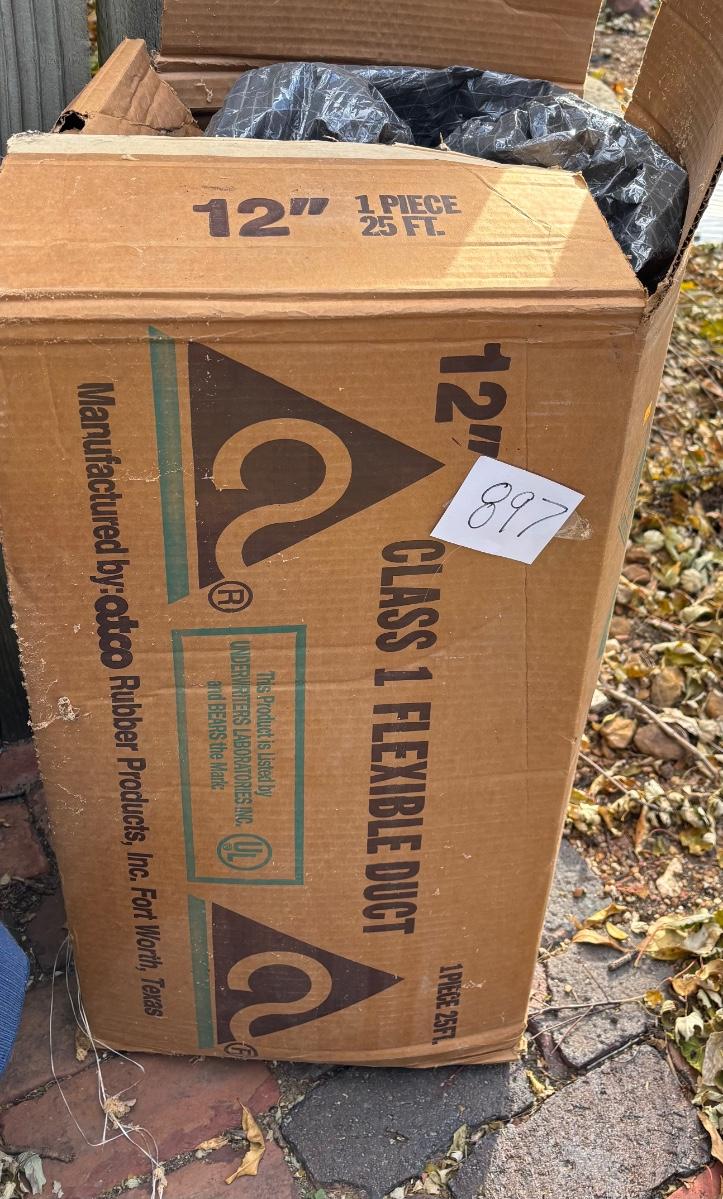 12" 1 PIECE
25 FT.
12"
897
CLASS 1 FLEXIBLE DUCT
1 PIECE 25 FT.
®
This Product is Listed by
UNDERWRITERS LABORATORIES INC.
and BEARS the Mark:
UL
®
®
Manufactured by: atco Rubber Products, Inc. Fort Worth, Texas